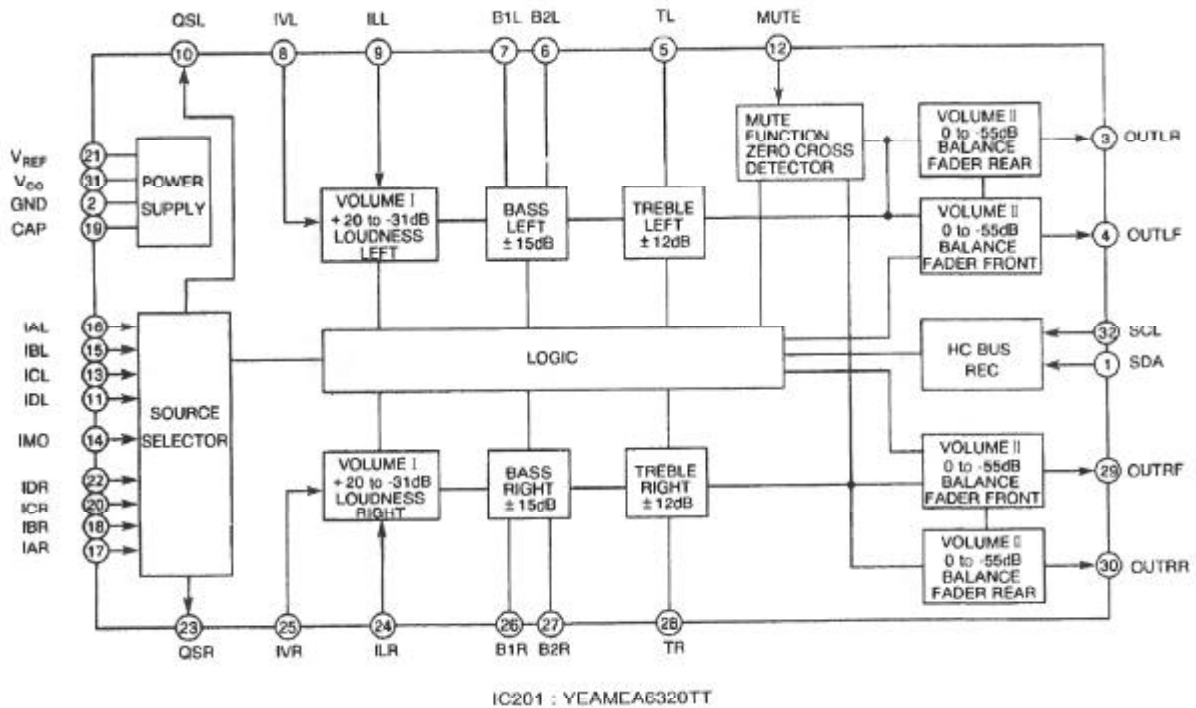 QSL IVL ILL B1L B2L TL MUTE
10 8 9 7 6 5 12
21 VREF
31 VCC
2 GND
19 CAP
POWER
SUPPLY
VOLUME I
+20 to -31dB
LOUDNESS
LEFT
BASS
LEFT
±15dB
TREBLE
LEFT
±12dB
MUTE
FUNCTION
ZERO CROSS
DETECTOR
VOLUME II
0 to -55dB
BALANCE
FADER REAR
3 OUTLR
VOLUME II
0 to -55dB
BALANCE
FADER FRONT
4 OUTLF
IAL 16
IBL 15
ICL 13
IDL 11
IMO 14
IDR 22
ICR 20
IBR 18
IAR 17
SOURCE
SELECTOR
LOGIC
HC BUS
REC
32 SCL
1 SDA
VOLUME I
+20 to -31dB
LOUDNESS
RIGHT
BASS
RIGHT
±15dB
TREBLE
RIGHT
±12dB
VOLUME II
0 to -55dB
BALANCE
FADER FRONT
29 OUTRF
VOLUME II
0 to -55dB
BALANCE
FADER REAR
30 OUTRR
23 25 24 26 27 28
QSR IVR ILR B1R B2R TR
IC201 : YEAMEA6320TT